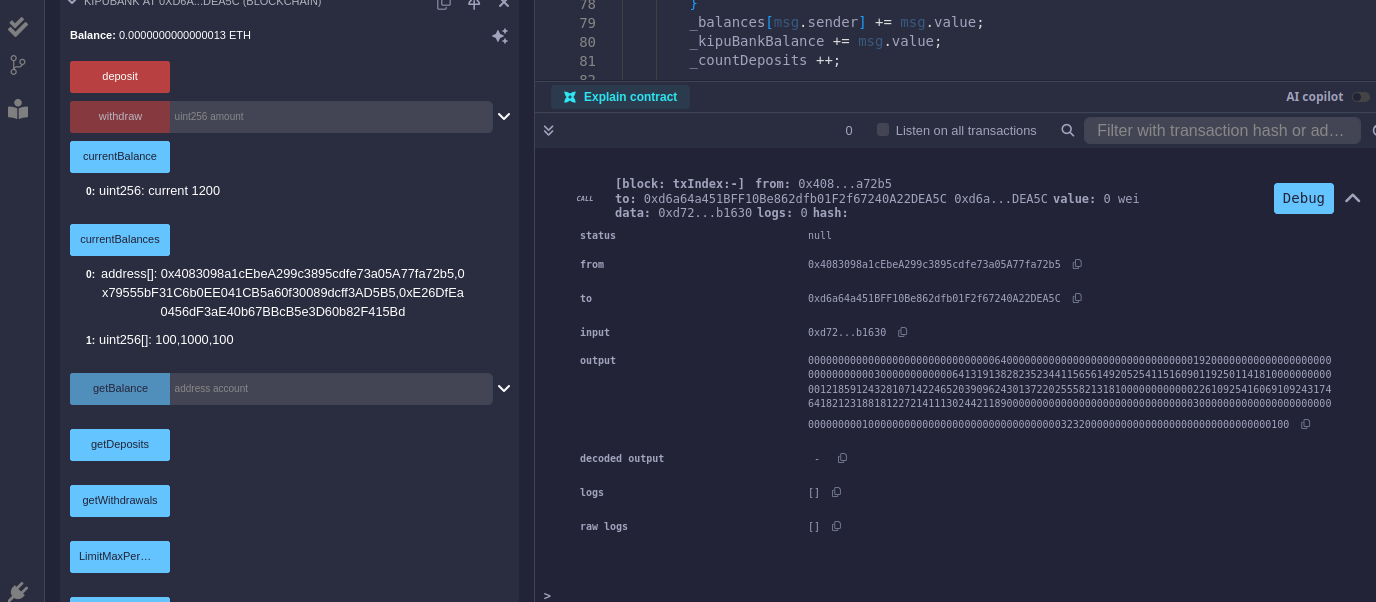 KIPUBANK AT 0XD6A...DEA5C (BLOCKCHAIN)
Balance: 0.0000000000000013 ETH
deposit
withdraw
uint256 amount
currentBalance
0: uint256: current 1200
currentBalances
0: address[]: 0x4083098a1cEbeA299c3895cdfe73a05A77fa72b5,0
x79555bF31C6b0EE041CB5a60f30089dcff3AD5B5,0xE26DfEa
0456dF3aE40b67BBcB5e3D60b82F415Bd
1: uint256[]: 100,1000,100
getBalance
address account
getDeposits
getWithdrawals
LimitMaxPer...
78 }
79 _balances[msg.sender] += msg.value;
80 _kipuBankBalance += msg.value;
81 _countDeposits ++;
82
Explain contract
AI copilot
0
Listen on all transactions
Filter with transaction hash or ad...
CALL
[block: txIndex:-] from: 0x408...a72b5
to: 0xd6a64a451BFF10Be862dfb01F2f67240A22DEA5C 0xd6a...DEA5C value: 0 wei
data: 0xd72...b1630 logs: 0 hash:
Debug
status null
from 0x4083098a1cEbeA299c3895cdfe73a05A77fa72b5
to 0xd6a64a451BFF10Be862dfb01F2f67240A22DEA5C
input 0xd72...b1630
output
decoded output -
logs []
raw logs []
>